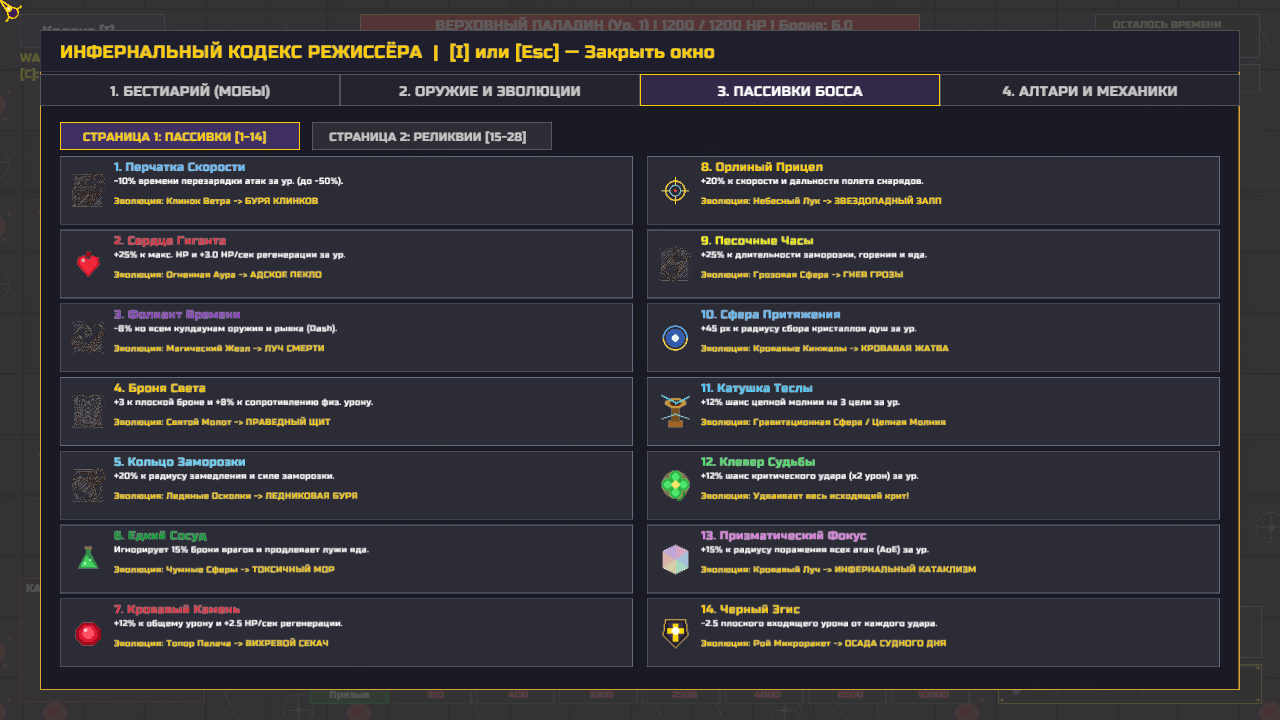 ВЕРХОВНЫЙ ПАЛАДИН (Ур. 1) | 1200 / 1200 HP | Броня: 6.0
ОСТАЛОСЬ ВРЕМЕНИ
ИНФЕРНАЛЬНЫЙ КОДЕКС РЕЖИССЁРА | [I] или [Esc] — Закрыть окно
1. БЕСТИАРИЙ (МОБЫ)
2. ОРУЖИЕ И ЭВОЛЮЦИИ
3. ПАССИВКИ БОССА
4. АЛТАРИ И МЕХАНИКИ
СТРАНИЦА 1: ПАССИВКИ [1-14]
СТРАНИЦА 2: РЕЛИКВИИ [15-28]
1. Перчатка Скорости
-10% времени перезарядки атак за ур. (до -50%).
Эволюция: Клинок Ветра -> БУРЯ КЛИНКОВ
2. Сердце Гиганта
+25% к макс. HP и +3.0 HP/сек регенерации за ур.
Эволюция: Огненная Аура -> АДСКОЕ ПЕКЛО
3. Фолиант Времени
-8% ко всем кулдаунам оружия и рывка (Dash).
Эволюция: Магический Жезл -> ЛУЧ СМЕРТИ
4. Броня Света
+3 к плоской броне и +8% к сопротивлению физ. урону.
Эволюция: Святой Молот -> ПРАВЕДНЫЙ ЩИТ
5. Кольцо Заморозки
+20% к радиусу замедления и силе заморозки.
Эволюция: Ледяные Осколки -> ЛЕДНИКОВАЯ БУРЯ
6. Едкий Сосуд
Игнорирует 15% брони врагов и продлевает лужи яда.
Эволюция: Чумные Сферы -> ТОКСИЧНЫЙ МОР
7. Кровавый Камень
+12% к общему урону и +2.5 HP/сек регенерации.
Эволюция: Топор Палача -> ВИХРЕВОЙ СЕКАЧ
8. Орлиный Прицел
+20% к скорости и дальности полета снарядов.
Эволюция: Небесный Лук -> ЗВЕЗДОПАДНЫЙ ЗАЛП
9. Песочные Часы
+25% к длительности заморозки, горения и яда.
Эволюция: Грозовая Сфера -> ГНЕВ ГРОЗЫ
10. Сфера Притяжения
+45 px к радиусу сбора кристаллов душ за ур.
Эволюция: Кровавые Кинжалы -> КРОВАВАЯ ЖАТВА
11. Катушка Теслы
+12% шанс цепной молнии на 3 цели за ур.
Эволюция: Гравитационная Сфера / Цепная Молния
12. Клевер Судьбы
+12% шанс критического удара (x2 урон) за ур.
Эволюция: Удваивает весь исходящий крит!
13. Призматический Фокус
+15% к радиусу поражения всех атак (AoE) за ур.
Эволюция: Кровавый Луч -> ИНФЕРНАЛЬНЫЙ КАТАКЛИЗМ
14. Черный Эгис
-2.5 плоского входящего урона от каждого удара.
Эволюция: Рой Микроракет -> ОСАДА СУДНОГО ДНЯ
Призыв